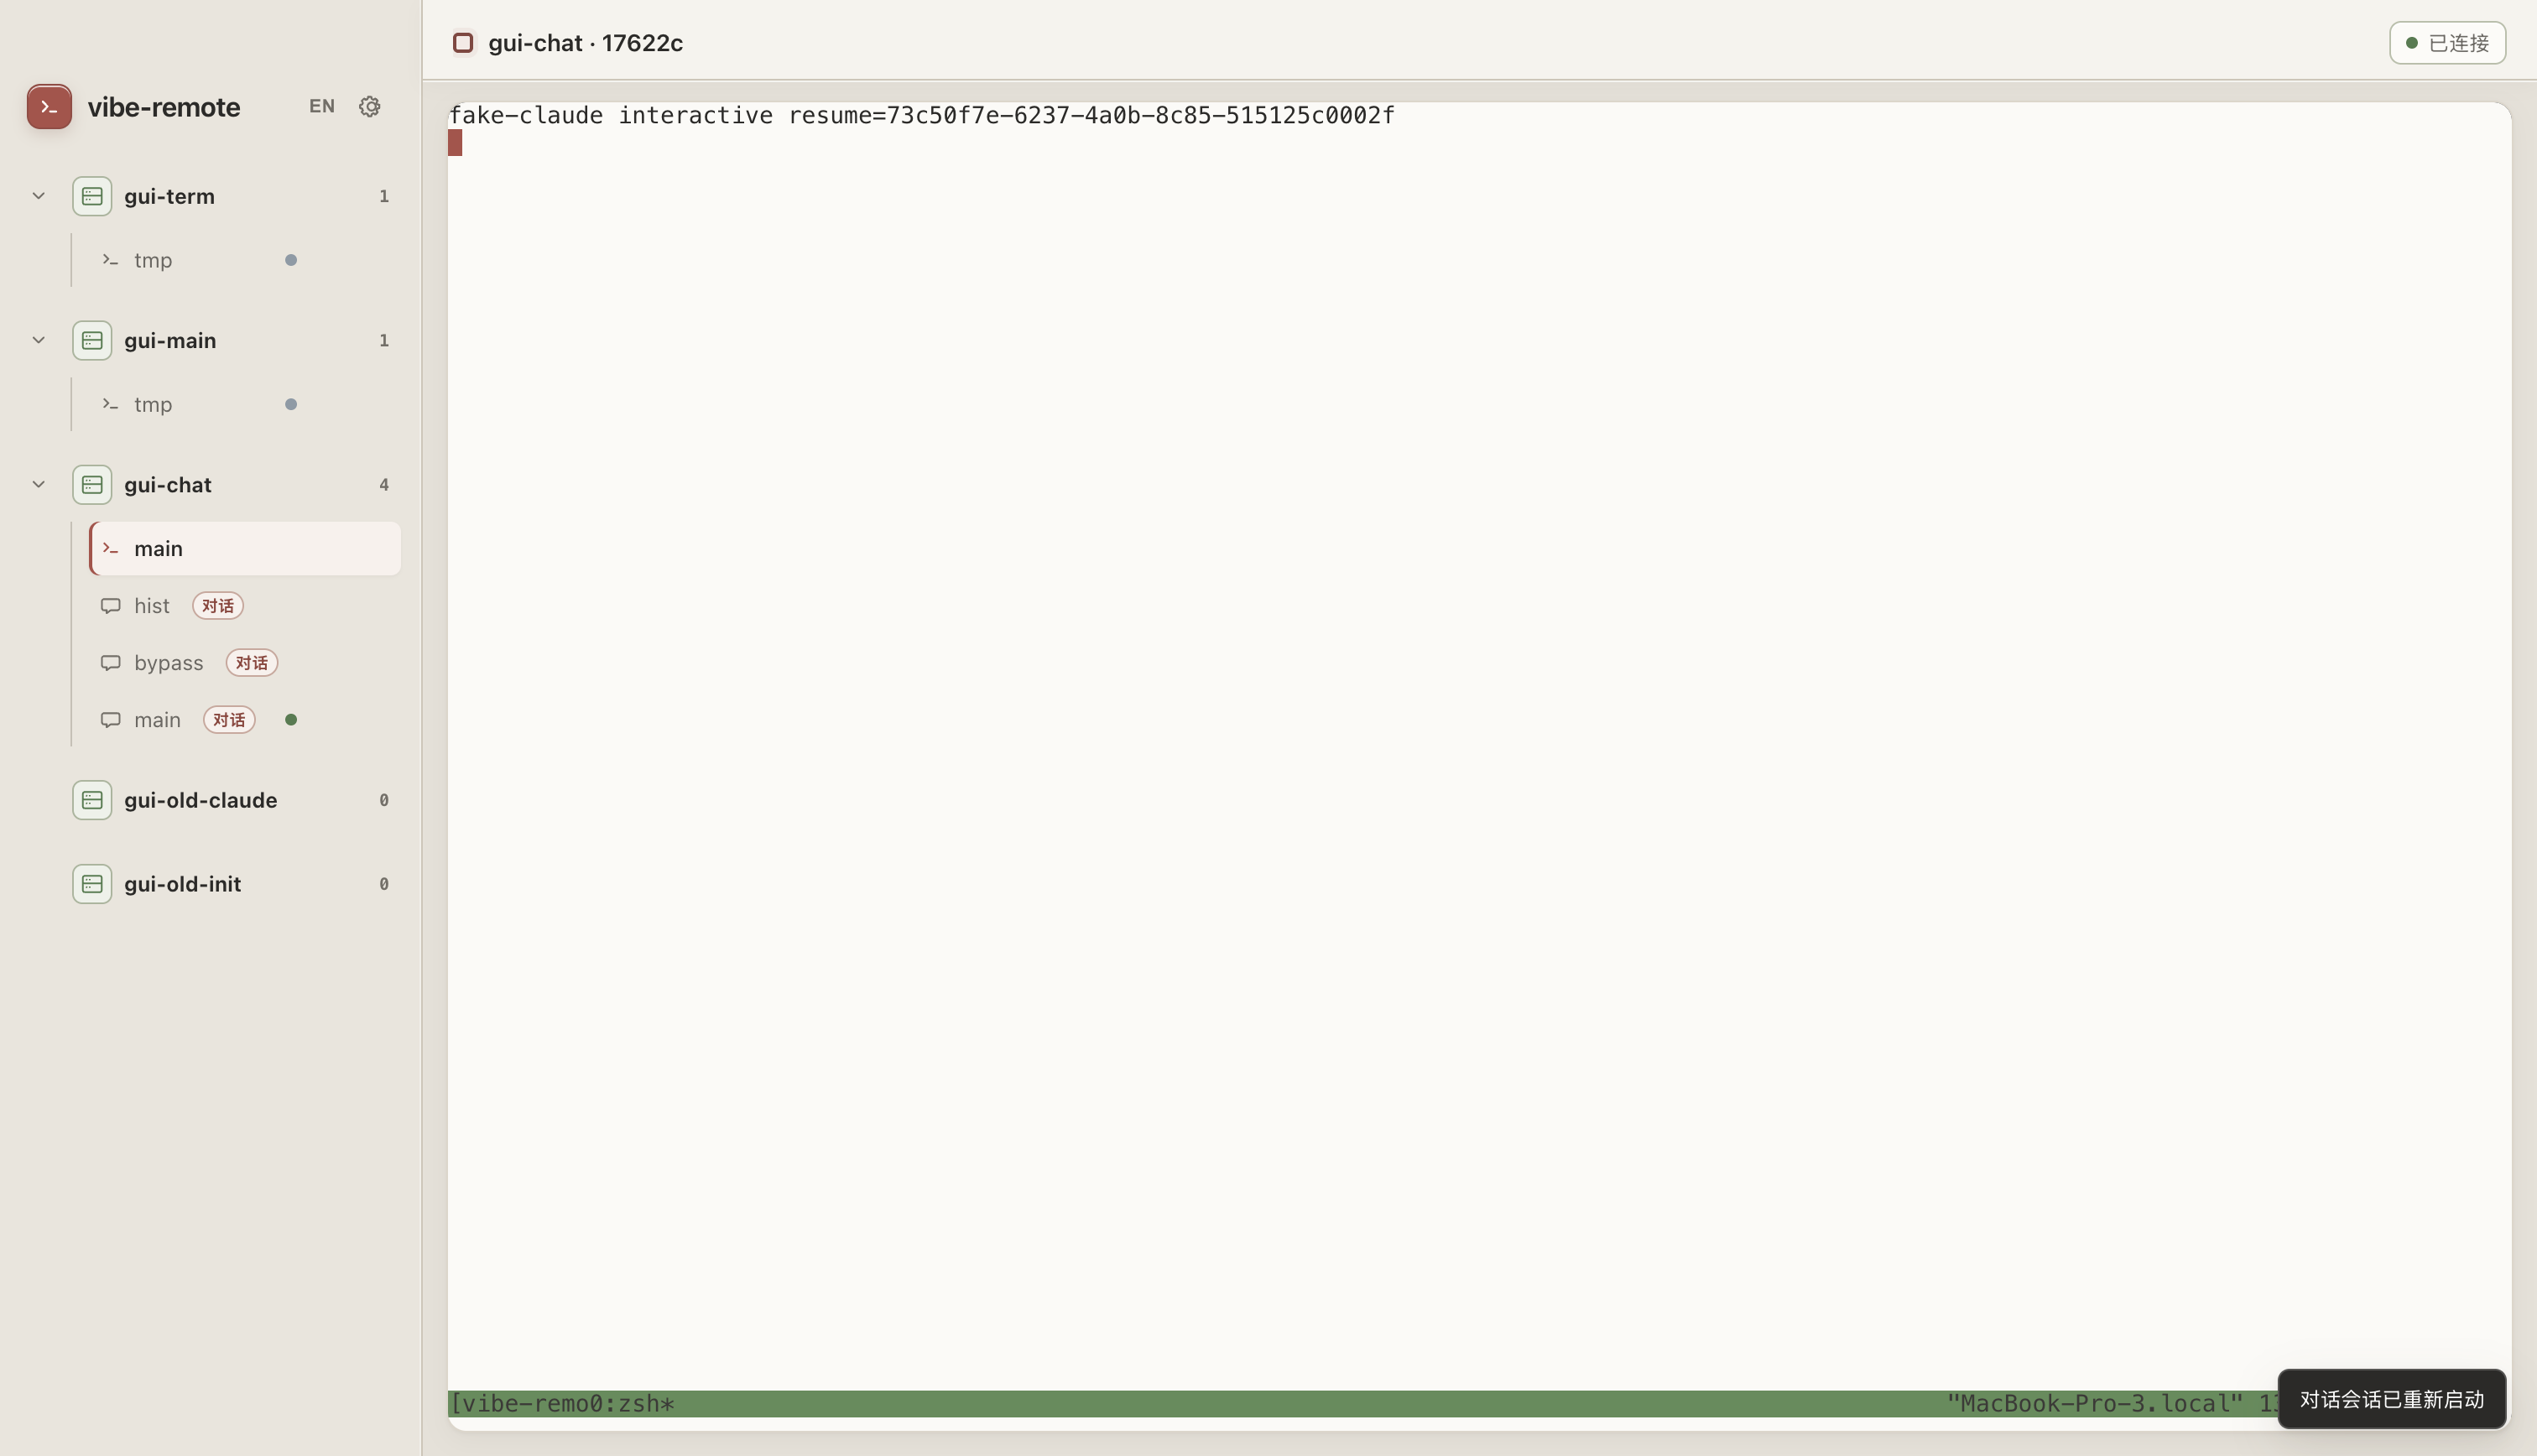 vibe-remote
EN
gui-term 1
tmp
gui-main 1
tmp
gui-chat 4
main
hist 对话
bypass 对话
main 对话
gui-old-claude 0
gui-old-init 0
gui-chat · 17622c
已连接
fake-claude interactive resume=73c50f7e-6237-4a0b-8c85-515125c0002f
[vibe-remo0:zsh* "MacBook-Pro-3.local"
对话会话已重新启动